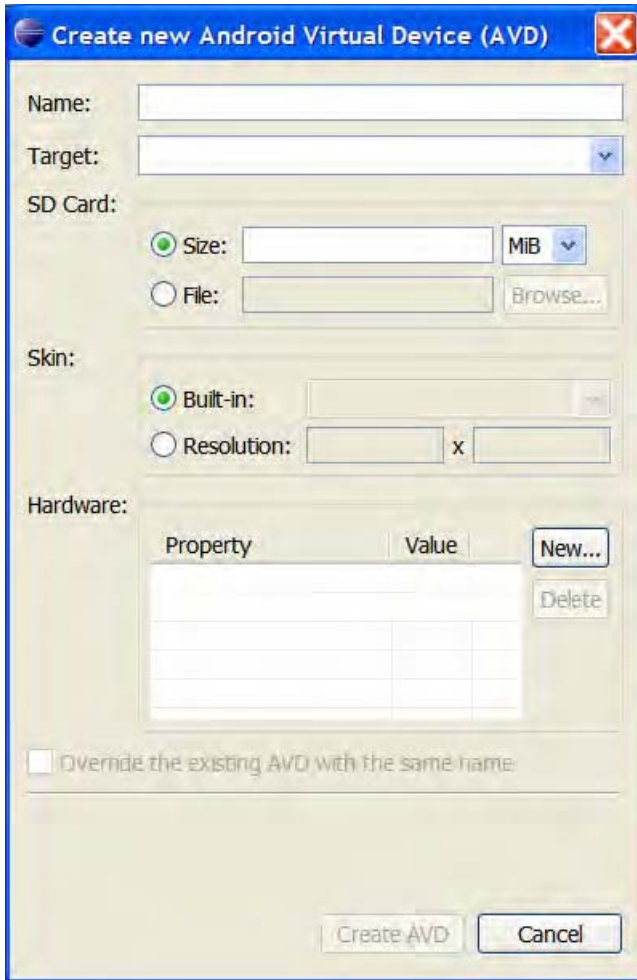 Create new Android Virtual Device (AVD)
Name:
Target:
SD Card:
Size: MiB
File: Browse...
Skin:
Built-in:
Resolution: x
Hardware:
Property Value New...
Delete
Override the existing AVD with the same name
Create AVD Cancel